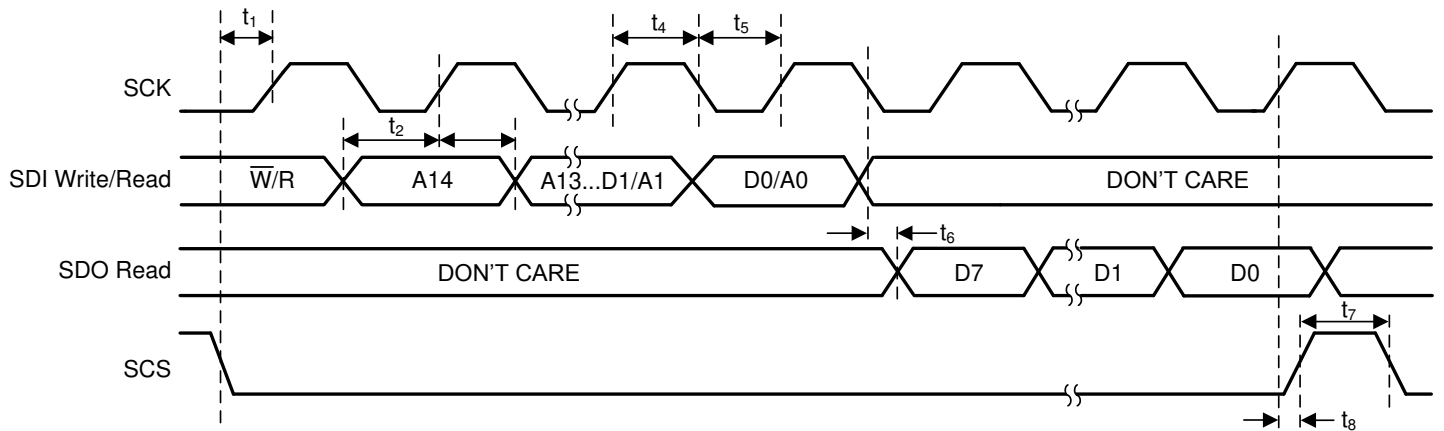 t1
t4
t5
SCK
t2
SDI Write/Read
W/R
A14
A13...D1/A1
D0/A0
DON'T CARE
t6
SDO Read
DON'T CARE
D7
D1
D0
t7
SCS
t8